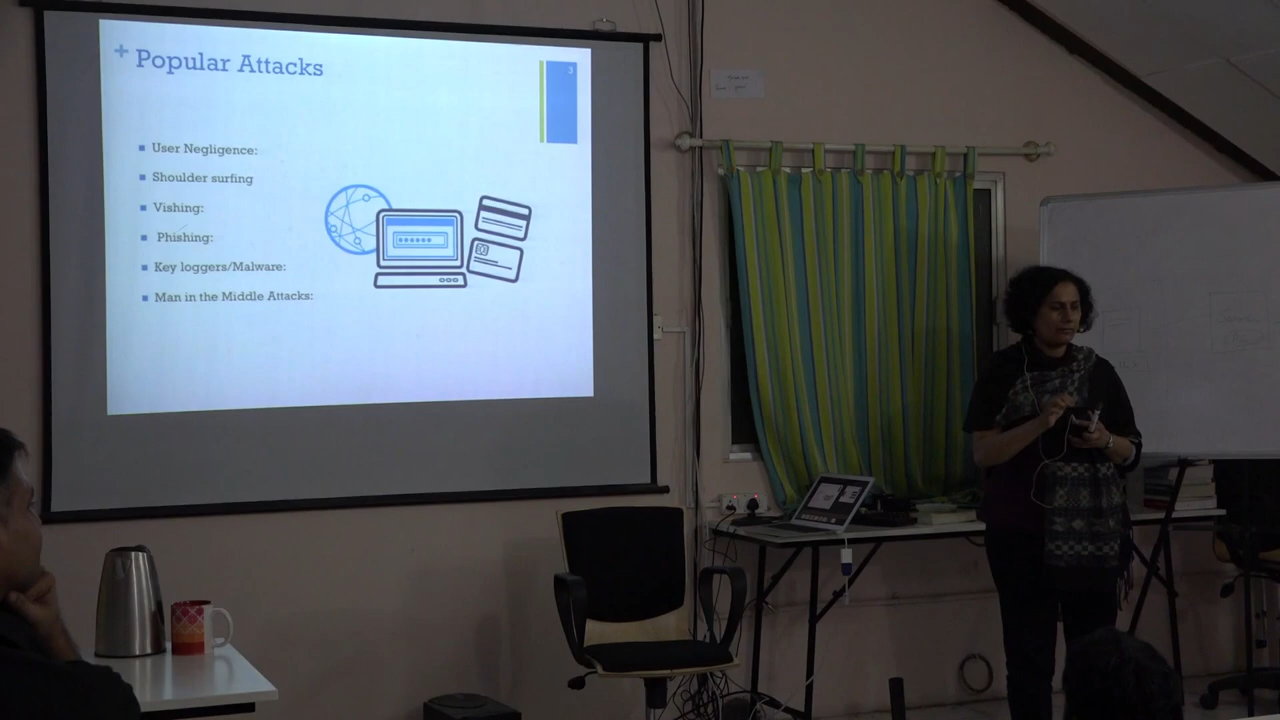 + Popular Attacks
3
User Negligence:
Shoulder surfing
Vishing:
Phishing:
Key loggers/Malware:
Man in the Middle Attacks: